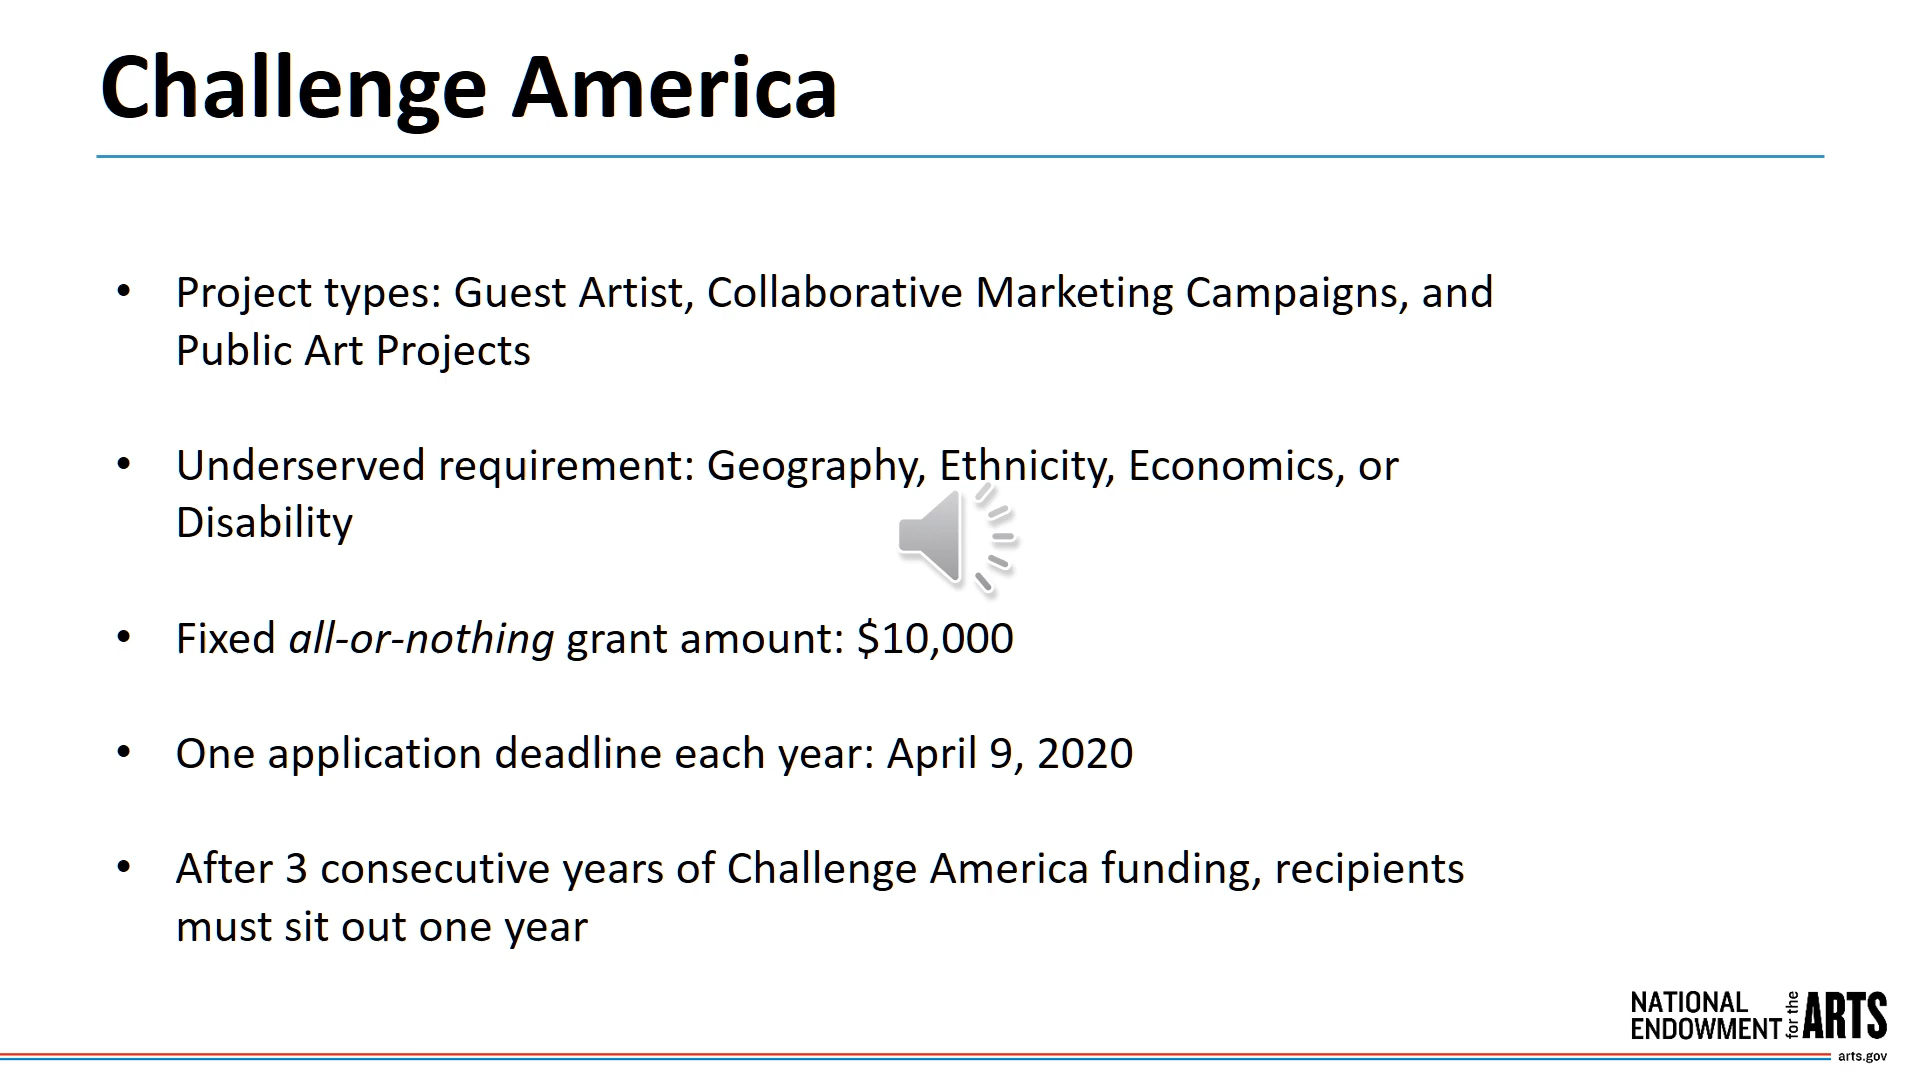 Challenge America
• Project types: Guest Artist, Collaborative Marketing Campaigns, and
Public Art Projects
• Underserved requirement: Geography, Ethnicity, Economics, or
Disability
• Fixed all-or-nothing grant amount: $10,000
• One application deadline each year: April 9, 2020
• After 3 consecutive years of Challenge America funding, recipients
must sit out one year
NATIONAL
ENDOWMENT for the ARTS
arts.gov